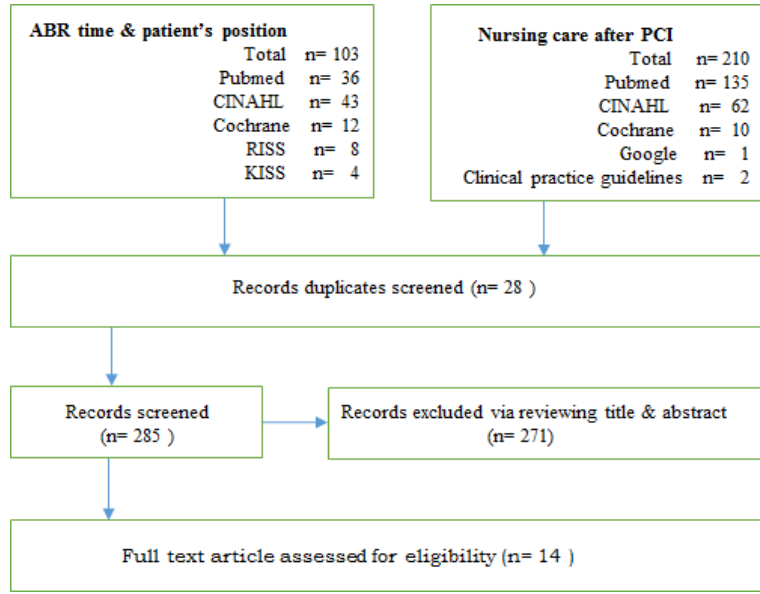 ABR time & patient's position
Total n= 103
Pubmed n= 36
CINAHL n= 43
Cochrane n= 12
RISS n= 8
KISS n= 4
Nursing care after PCI
Total n= 210
Pubmed n= 135
CINAHL n= 62
Cochrane n= 10
Google n= 1
Clinical practice guidelines n= 2
Records duplicates screened (n= 28 )
Records screened
(n= 285 )
Records excluded via reviewing title & abstract
(n= 271)
Full text article assessed for eligibility (n= 14 )